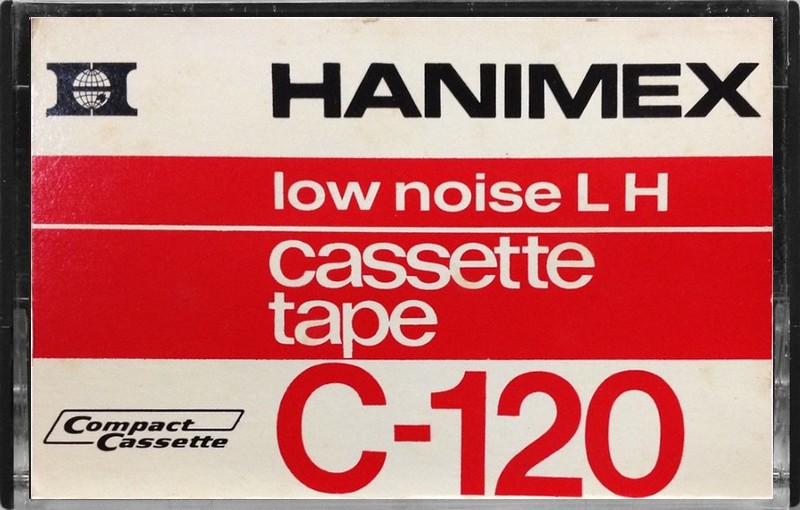 HANIMEX
low noise L H
cassette
tape
C-120
Compact
Cassette